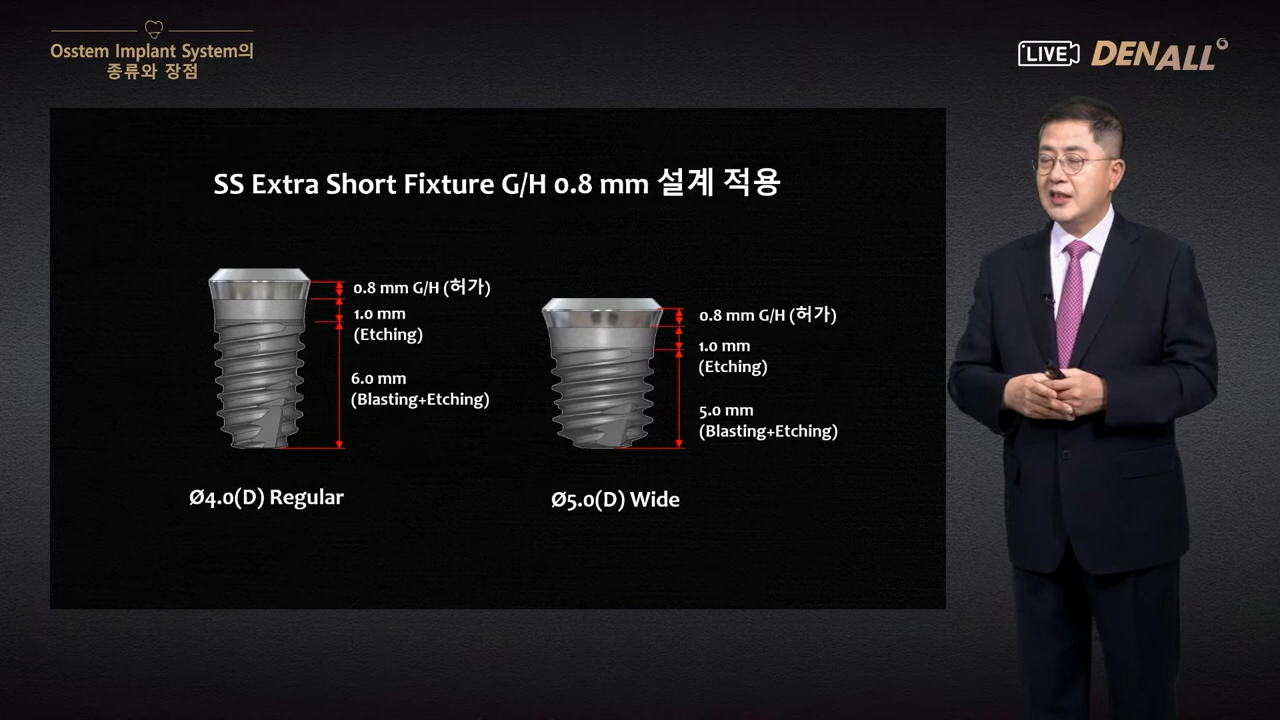 Osstem Implant System의
종류와 장점
LIVE
DENALL
SS Extra Short Fixture G/H 0.8 mm 설계 적용
0.8 mm G/H (허가)
1.0 mm
(Etching)
6.0 mm
(Blasting+Etching)
Ø4.0(D) Regular
0.8 mm G/H (허가)
1.0 mm
(Etching)
5.0 mm
(Blasting+Etching)
Ø5.0(D) Wide